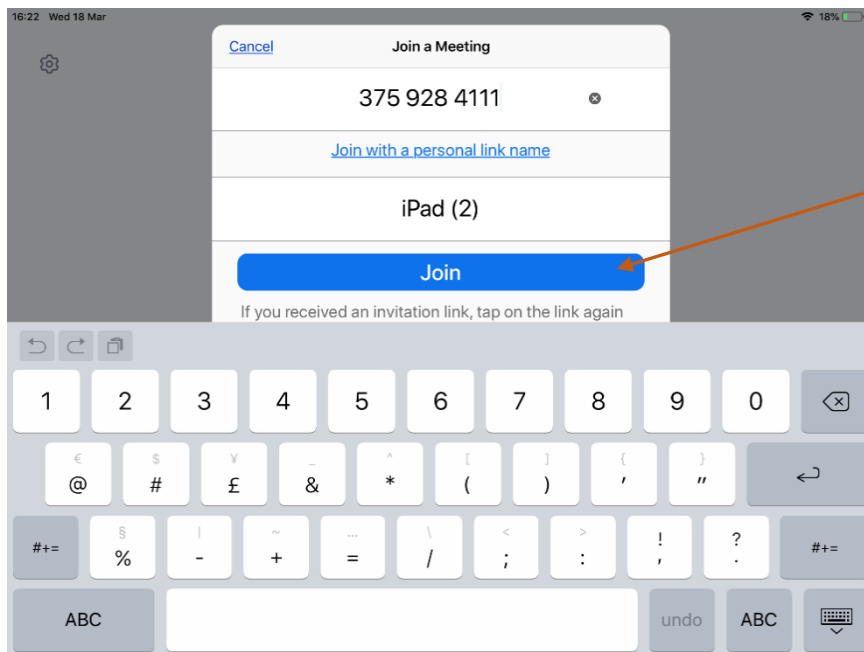 16:22 Wed 18 Mar 18%
Cancel Join a Meeting
375 928 4111
Join with a personal link name
iPad (2)
Join
If you received an invitation link, tap on the link again
1 2 3 4 5 6 7 8 9 0
€ $ ¥ _ ^ [ ] { }
@ # £ & * ( ) ' "
§ | ~ … \ < >
#+= % - + = / ; : ! , ? . #+=
ABC undo ABC